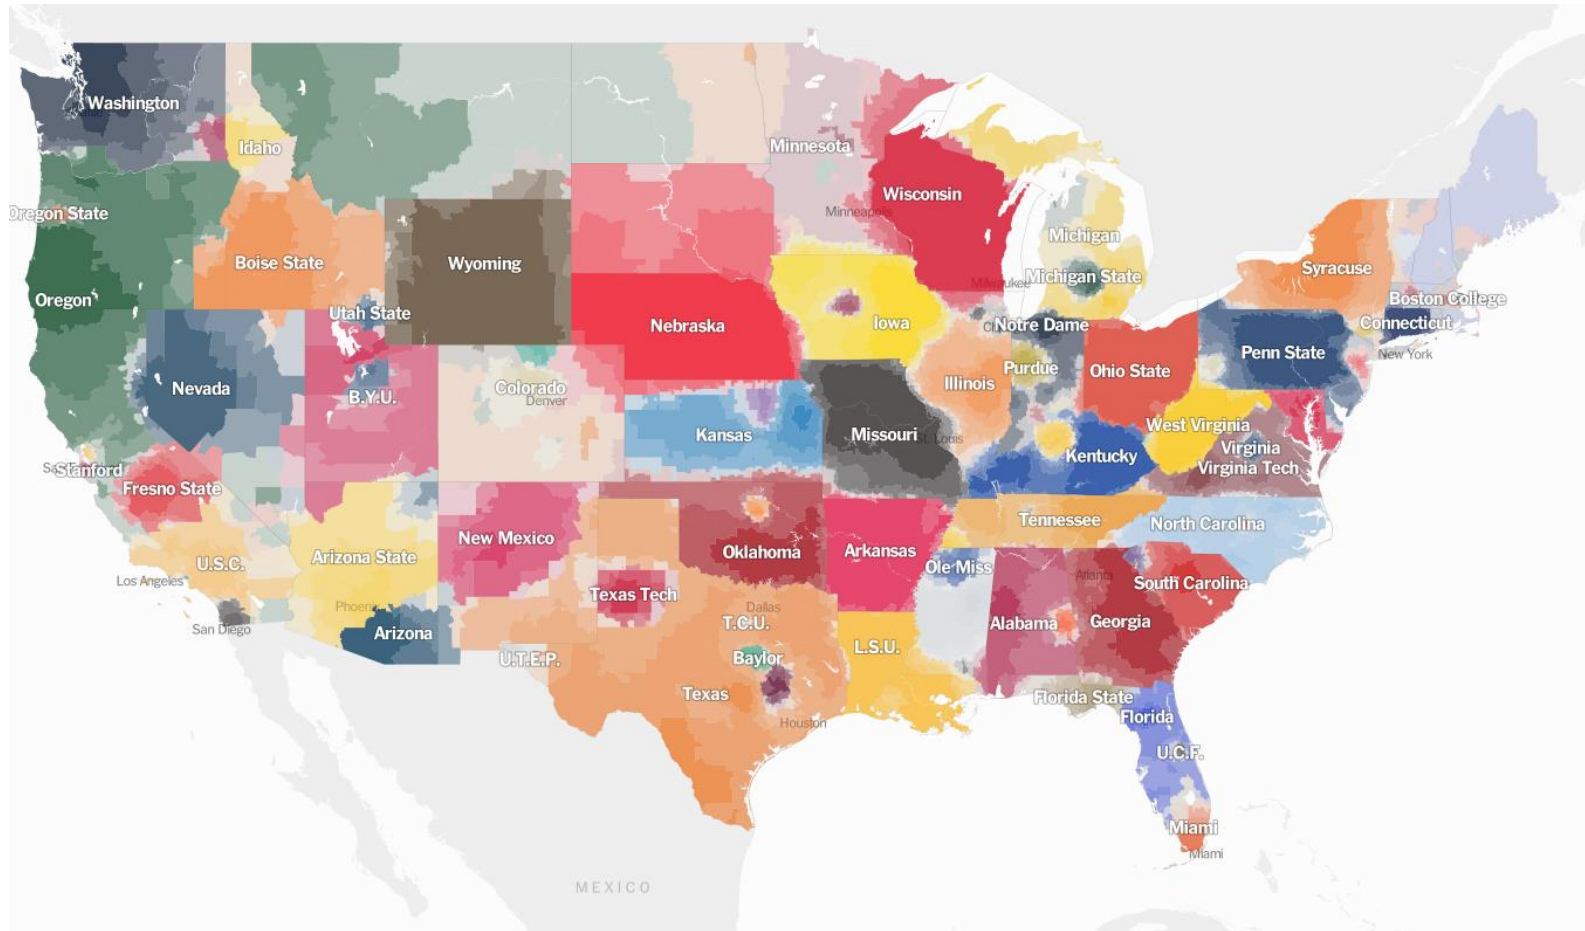 Washington
Idaho
Minnesota
Wisconsin
Oregon State
Minneapolis
Michigan
Boise State
Wyoming
Syracuse
Michigan State
Milwaukee
Oregon
Boston College
Utah State
Nebraska
Iowa
Notre Dame
Connecticut
Penn State
New York
Nevada
B.Y.U.
Colorado
Denver
Illinois
Purdue
Ohio State
Kansas
Missouri
St. Louis
West Virginia
Kentucky
Virginia
Virginia Tech
Stanford
Fresno State
Tennessee
North Carolina
New Mexico
Oklahoma
Arkansas
U.S.C.
Arizona State
Ole Miss
Atlanta
South Carolina
Los Angeles
Texas Tech
Phoenix
Dallas
T.C.U.
Alabama
Georgia
San Diego
Arizona
L.S.U.
U.T.E.P.
Baylor
Texas
Florida State
Houston
Florida
U.C.F.
Miami
Miami
MEXICO